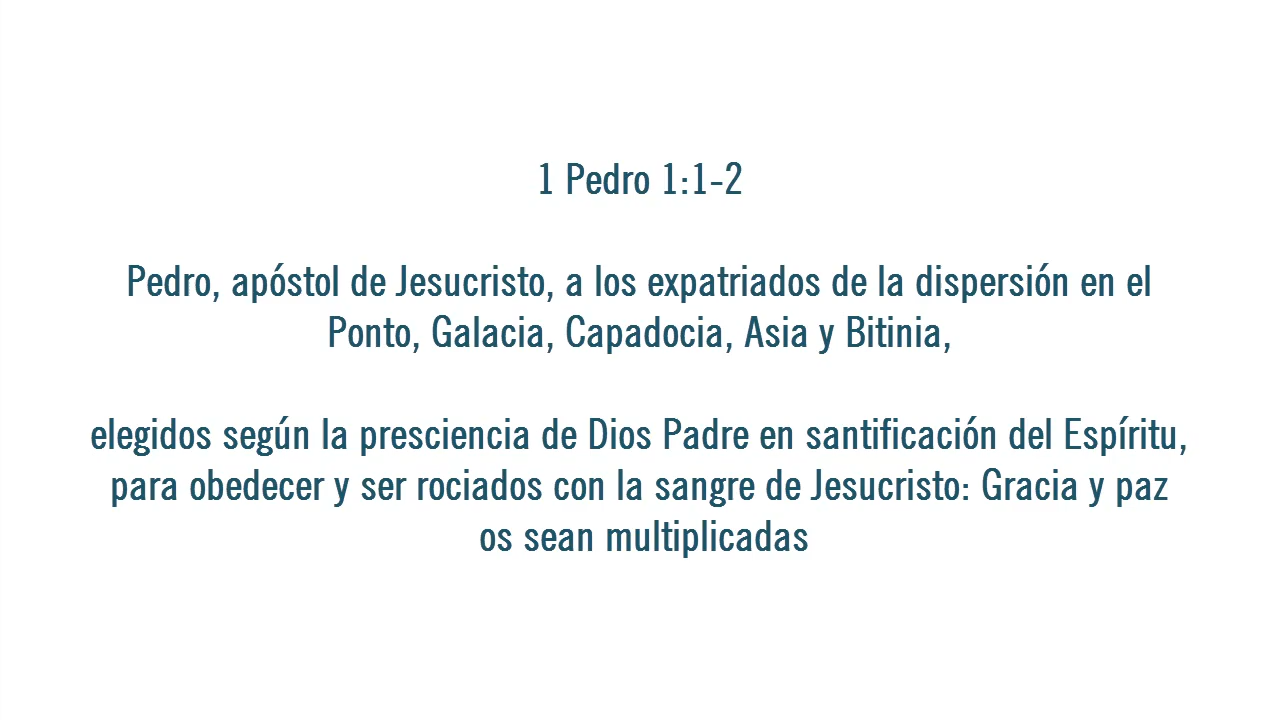 1 Pedro 1:1-2
Pedro, apóstol de Jesucristo, a los expatriados de la dispersión en el
Ponto, Galacia, Capadocia, Asia y Bitinia,
elegidos según la presciencia de Dios Padre en santificación del Espíritu,
para obedecer y ser rociados con la sangre de Jesucristo: Gracia y paz
os sean multiplicadas